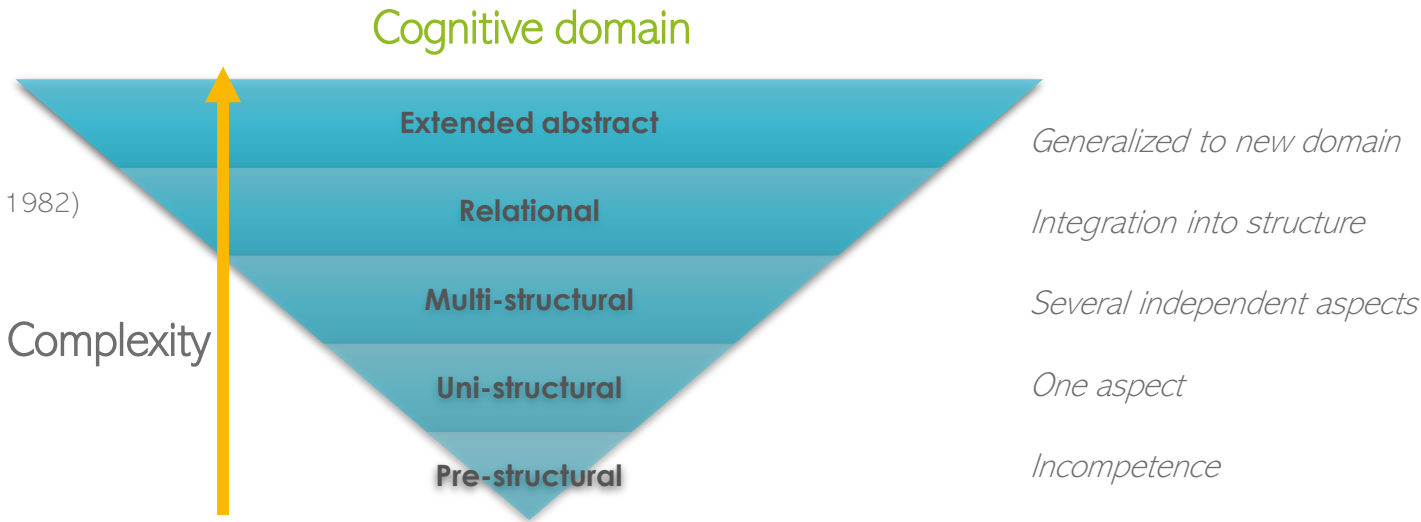 Cognitive domain
Extended abstract
Generalized to new domain
1982)
Relational
Integration into structure
Multi-structural
Several independent aspects
Complexity
Uni-structural
One aspect
Pre-structural
Incompetence